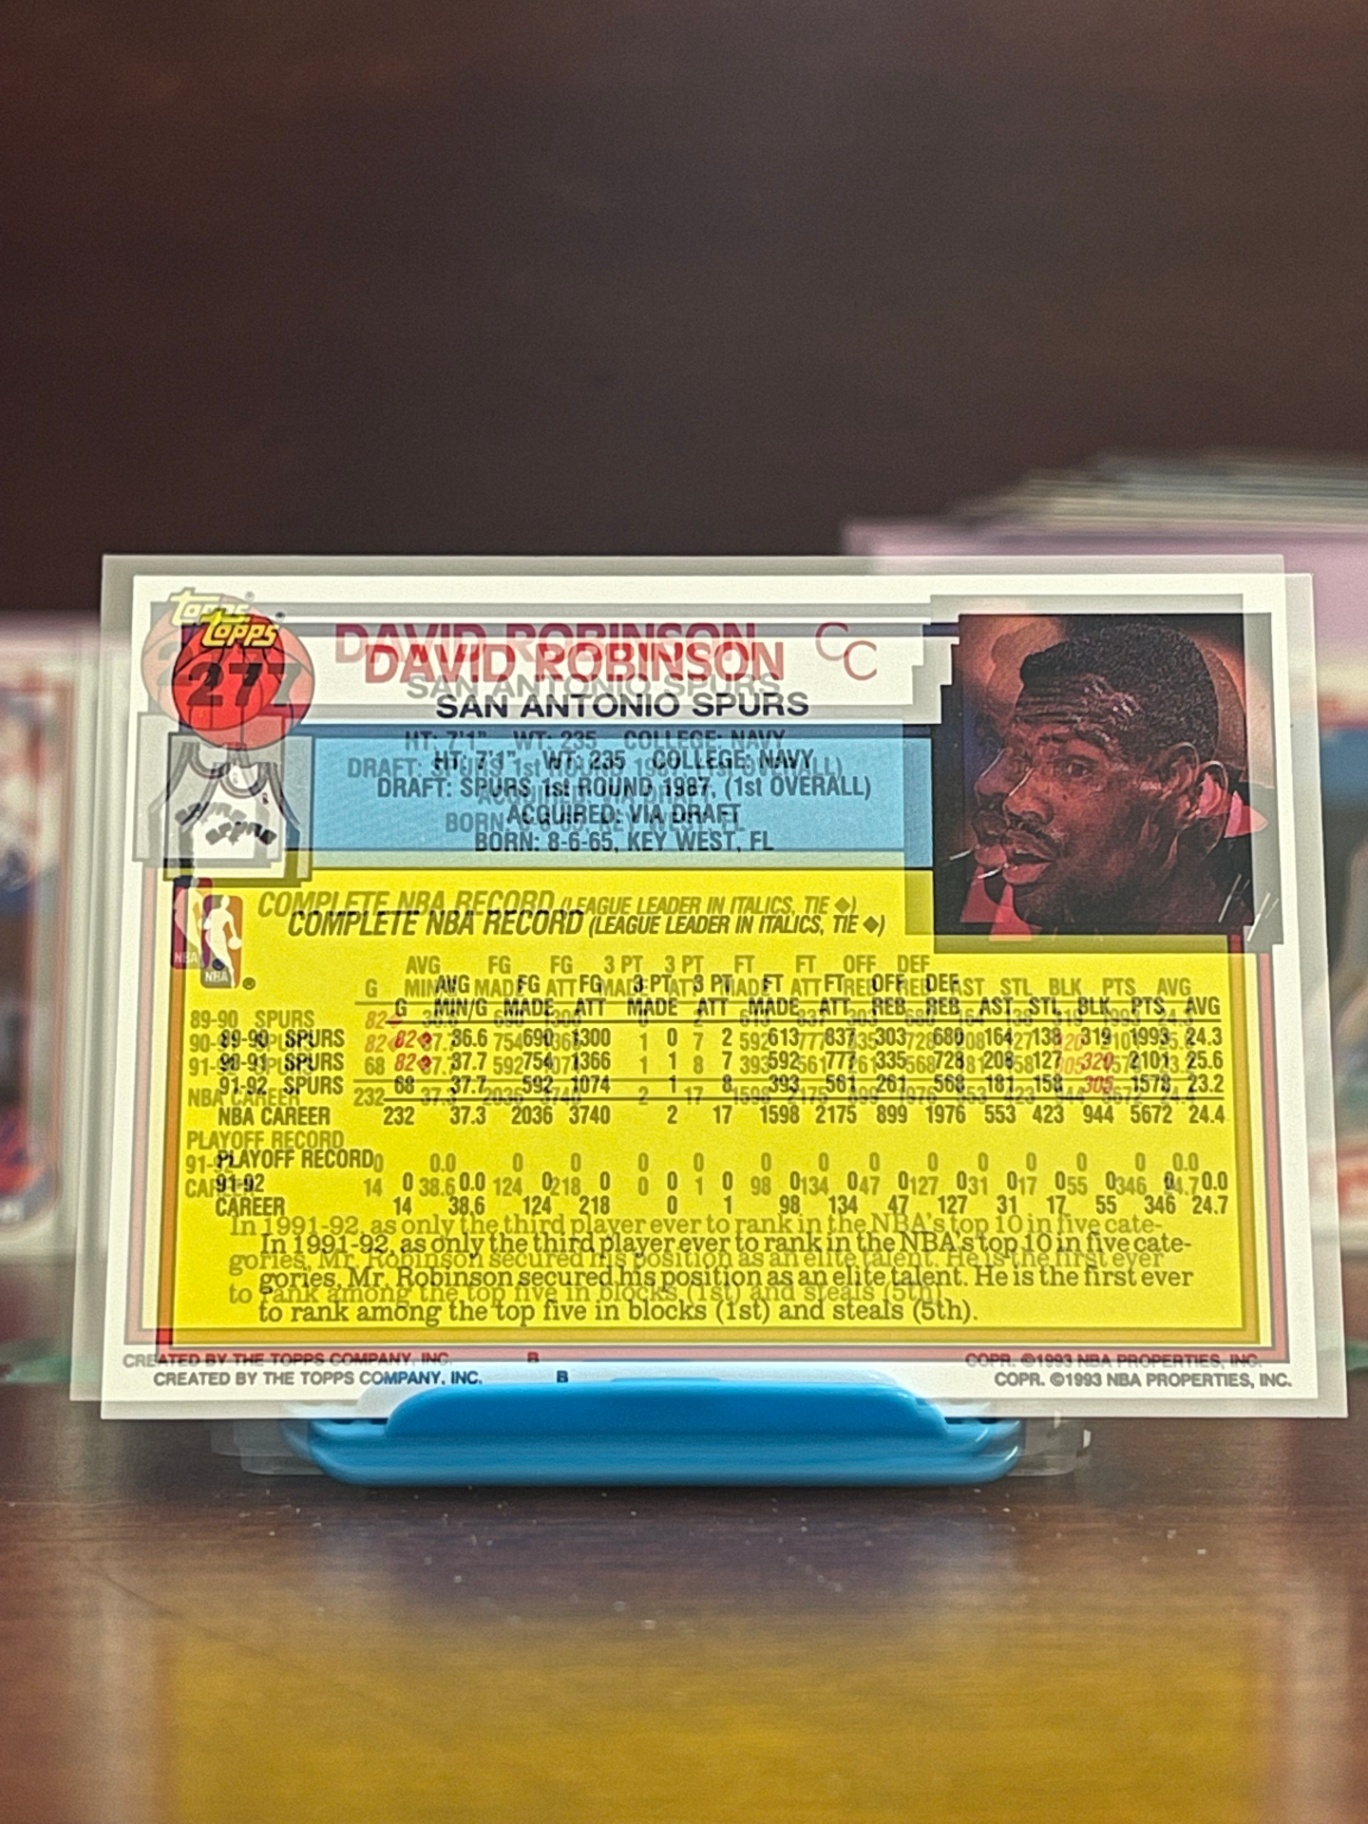 Topps
277
DAVID ROBINSON C
SAN ANTONIO SPURS
HT: 7'1" WT: 235 COLLEGE: NAVY
DRAFT: SPURS 1st ROUND 1987, (1st OVERALL)
ACQUIRED: VIA DRAFT
BORN: 8-6-65, KEY WEST, FL
SPURS
COMPLETE NBA RECORD (LEAGUE LEADER IN ITALICS, TIE ◆)
NBA
AVG FG FG 3 PT 3 PT FT FT OFF DEF
G MIN/G MADE ATT MADE ATT MADE ATT REB REB AST STL BLK PTS AVG
89-90 SPURS 82◆ 36.6 690 1300 0 2 613 837 303 680 164 138 319 1993 24.3
90-91 SPURS 82◆ 37.7 754 1366 1 7 592 777 335 728 208 127 320 2101 25.6
91-92 SPURS 68 37.7 592 1074 1 8 393 561 261 568 181 158 305 1578 23.2
NBA CAREER 232 37.3 2036 3740 2 17 1598 2175 899 1976 553 423 944 5672 24.4
PLAYOFF RECORD
91-92 0 0.0 0 0 0 0 0 0 0 0 0 0 0 0 0.0
CAREER 14 38.6 124 218 0 1 98 134 47 127 31 17 55 346 24.7
In 1991-92, as only the third player ever to rank in the NBA's top 10 in five cate-
gories, Mr. Robinson secured his position as an elite talent. He is the first ever
to rank among the top five in blocks (1st) and steals (5th).
CREATED BY THE TOPPS COMPANY, INC. B COPR. ©1993 NBA PROPERTIES, INC.